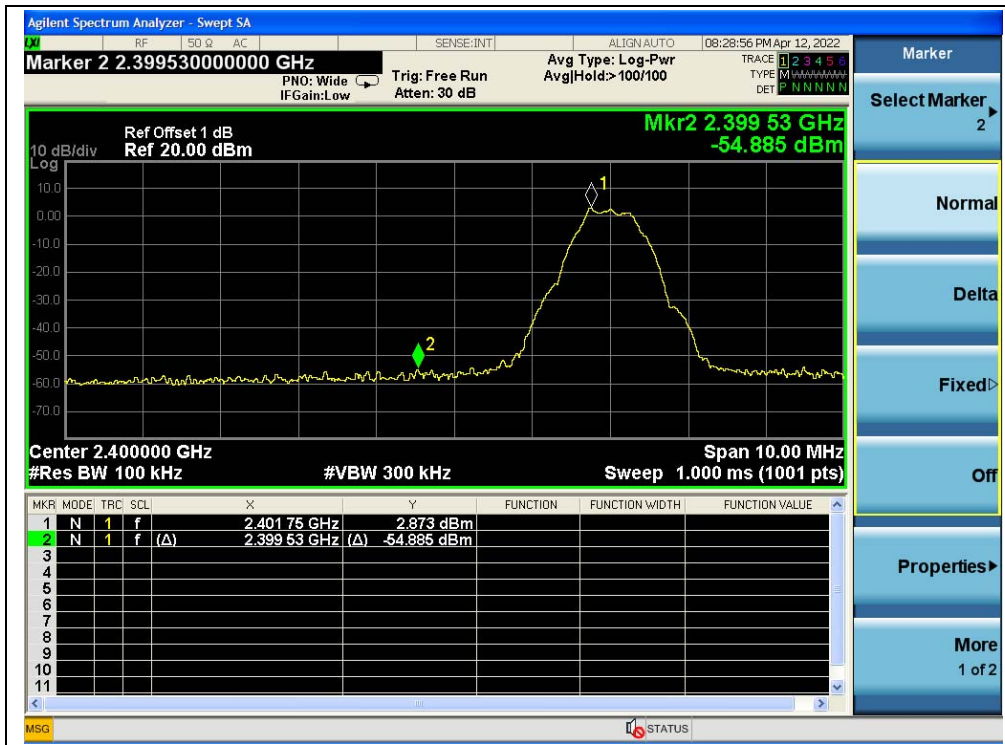 Agilent Spectrum Analyzer - Swept SA
LXI RF 50 Ω AC SENSE:INT ALIGN AUTO 08:28:56 PM Apr 12, 2022
Marker 2 2.399530000000 GHz
PNO: Wide
IFGain:Low
Trig: Free Run
Atten: 30 dB
Avg Type: Log-Pwr
Avg|Hold:>100/100
TRACE 1 2 3 4 5 6
TYPE M
DET P N N N N N
Marker
Select Marker
2
Normal
Delta
Fixed
Off
Properties
More
1 of 2
Mkr2 2.399 53 GHz
-54.885 dBm
Ref Offset 1 dB
10 dB/div Ref 20.00 dBm
Log
10.0
0.00
-10.0
-20.0
-30.0
-40.0
-50.0
-60.0
-70.0
1
2
Center 2.400000 GHz Span 10.00 MHz
#Res BW 100 kHz #VBW 300 kHz Sweep 1.000 ms (1001 pts)
MKR MODE TRC SCL X Y FUNCTION FUNCTION WIDTH FUNCTION VALUE
1 N 1 f 2.401 75 GHz 2.873 dBm
2 N 1 f (Δ) 2.399 53 GHz (Δ) -54.885 dBm
3
4
5
6
7
8
9
10
11
MSG STATUS